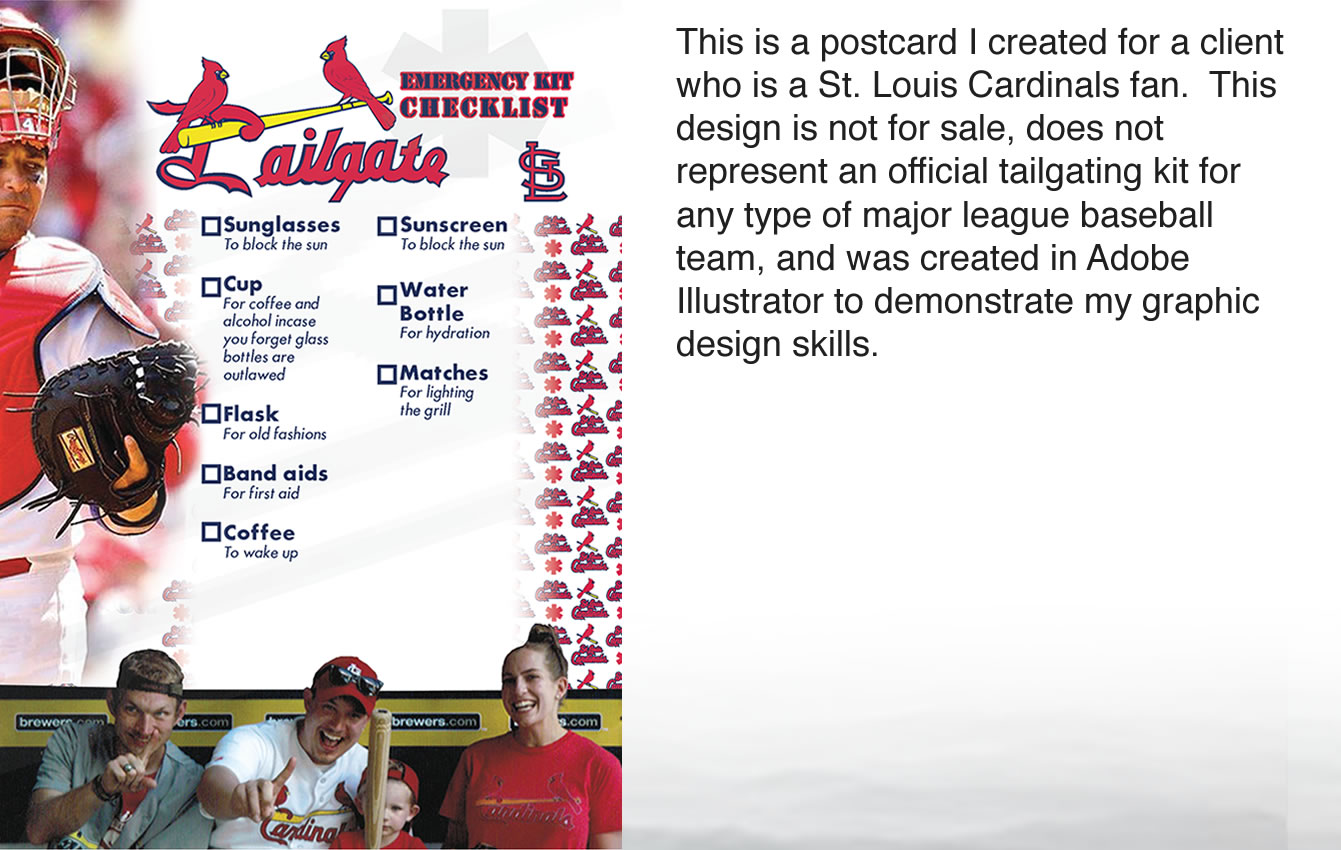 EMERGENCY KIT
CHECKLIST
Tailgate
STL
Sunglasses
To block the sun
Cup
For coffee and
alcohol incase
you forget glass
bottles are
outlawed
Flask
For old fashions
Band aids
For first aid
Coffee
To wake up
Sunscreen
To block the sun
Water
Bottle
For hydration
Matches
For lighting
the grill
brewers.com
ers.com
brewers.com
brewers.com
Cardinal
Cardinals
This is a postcard I created for a client
who is a St. Louis Cardinals fan.  This
design is not for sale, does not
represent an official tailgating kit for
any type of major league baseball
team, and was created in Adobe
Illustrator to demonstrate my graphic
design skills.